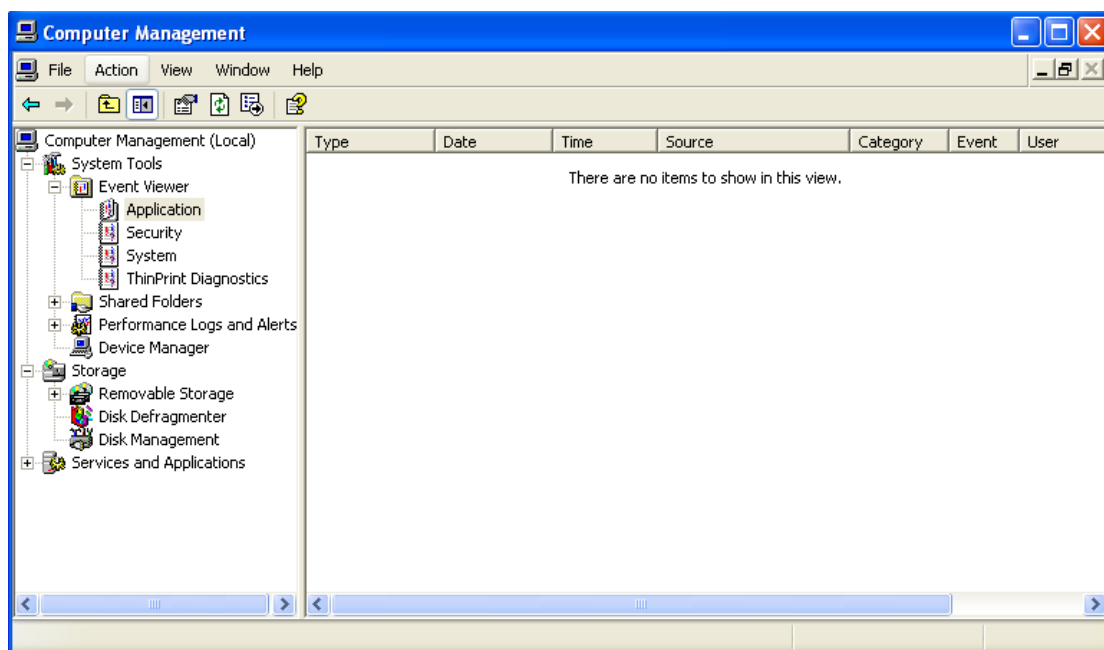 Computer Management
File Action View Window Help
Computer Management (Local)
System Tools
Event Viewer
Application
Security
System
ThinPrint Diagnostics
Shared Folders
Performance Logs and Alerts
Device Manager
Storage
Removable Storage
Disk Defragmenter
Disk Management
Services and Applications
Type Date Time Source Category Event User
There are no items to show in this view.